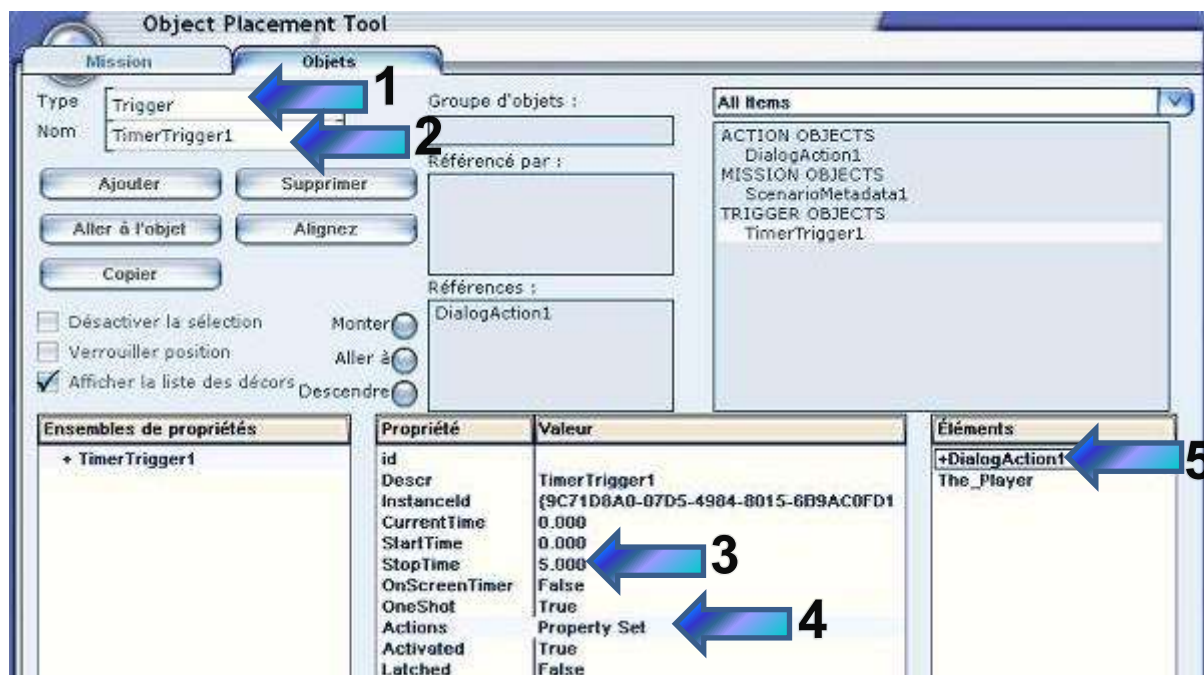 Object Placement Tool
Mission
Objets
Type
Trigger
1
Nom
TimerTrigger1
2
Ajouter
Supprimer
Aller à l'objet
Alignez
Copier
Désactiver la sélection
Verrouiller position
Afficher la liste des décors
Monter
Aller à
Descendre
Groupe d'objets :
Référencé par :
Références :
DialogAction1
All Items
ACTION OBJECTS
DialogAction1
MISSION OBJECTS
ScenarioMetadata1
TRIGGER OBJECTS
TimerTrigger1
Ensembles de propriétés
+ TimerTrigger1
Propriété Valeur
id
Descr TimerTrigger1
InstanceId {9C71D8A0-07D5-4984-8015-6B9AC0FD1
CurrentTime 0.000
StartTime 0.000
StopTime 5.000
3
OnScreenTimer False
OneShot True
Actions Property Set
4
Activated True
Latched False
Éléments
+DialogAction1
5
The_Player